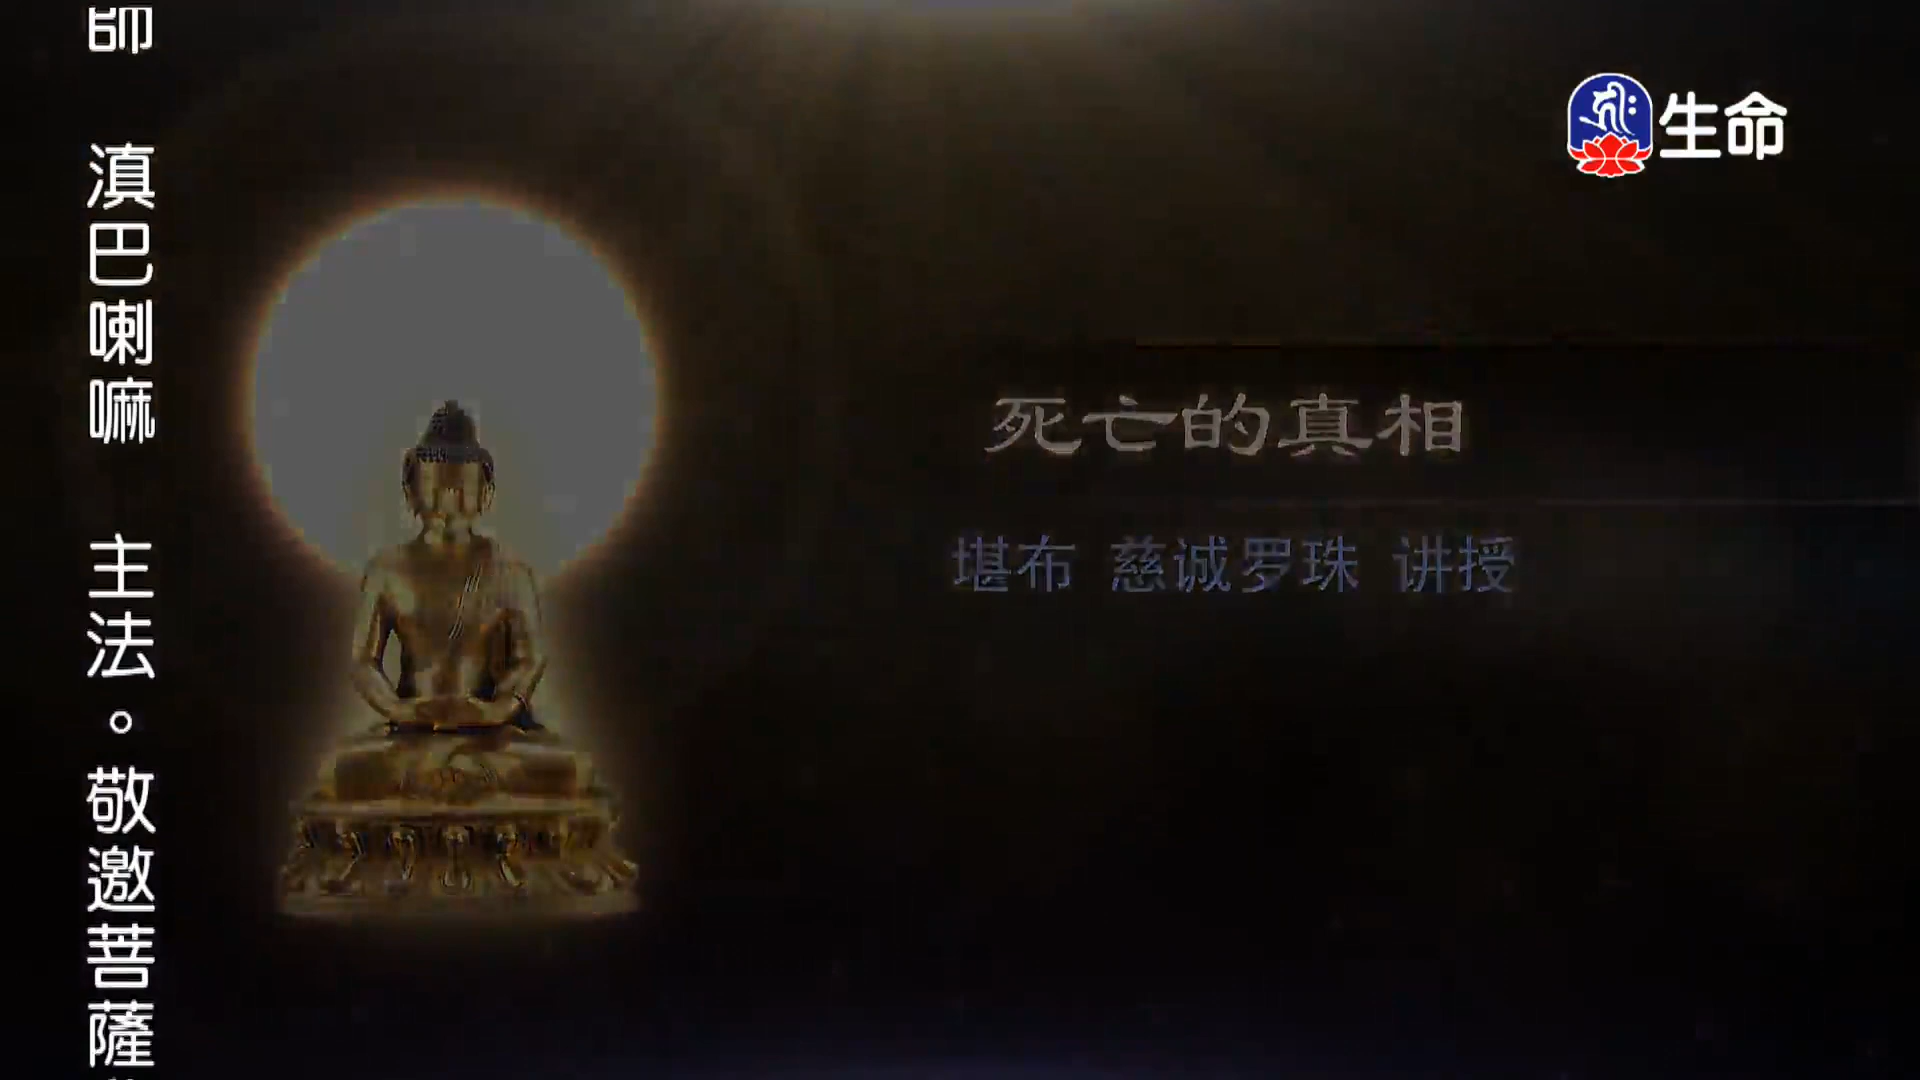 師 滇巴喇嘛 主法。敬邀菩薩
生命
死亡的真相
堪布 慈诚罗珠 讲授